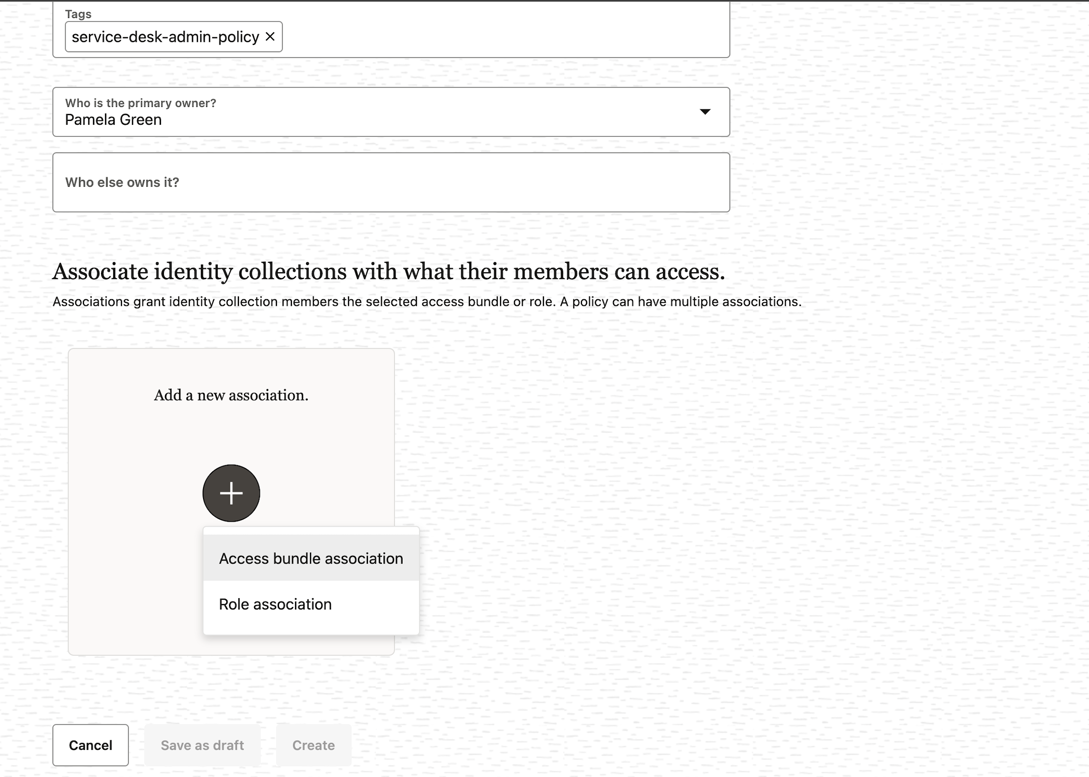 Tags
service-desk-admin-policy ×
Who is the primary owner?
Pamela Green
Who else owns it?
Associate identity collections with what their members can access.
Associations grant identity collection members the selected access bundle or role. A policy can have multiple associations.
Add a new association.
Access bundle association
Role association
Cancel
Save as draft
Create